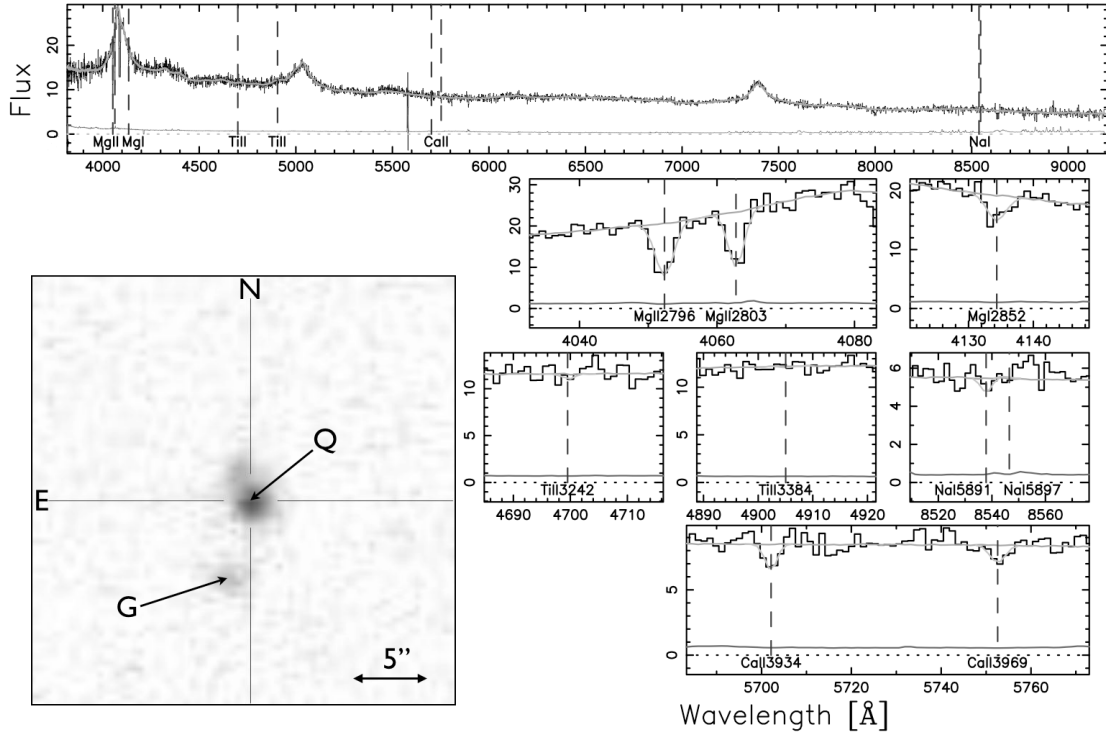 Flux
20
10
0
MgII MgI TiII TiII CaII NaI
4000 4500 5000 5500 6000 6500 7000 7500 8000 8500 9000
30
20
10
0
MgII2796 MgII2803
4040 4060 4080
20
10
0
MgI2852
4130 4140
10
5
0
TiII3242
4690 4700 4710
10
5
0
TiII3384
4890 4900 4910 4920
6
4
2
0
NaI5891 NaI5897
8520 8540 8560
5
0
CaII3934 CaII3969
5700 5720 5740 5760
Wavelength [Å]
N
Q
E
G
5”